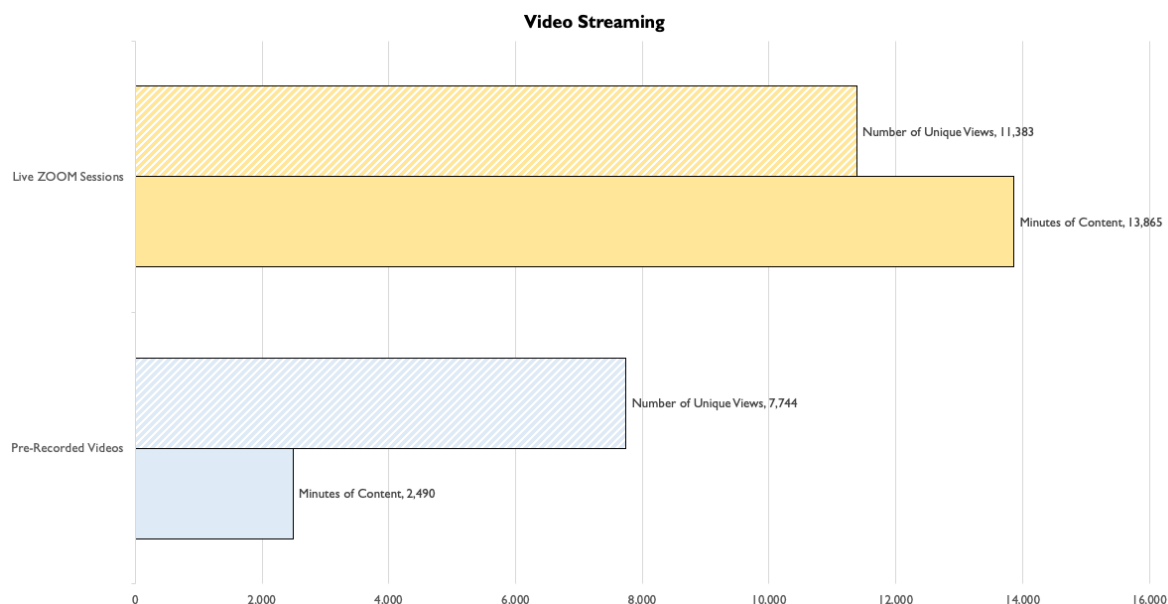 Video Streaming
Number of Unique Views, 11,383
Live ZOOM Sessions
Minutes of Content, 13,865
Number of Unique Views, 7,744
Pre-Recorded Videos
Minutes of Content, 2,490
0 2.000 4.000 6.000 8.000 10.000 12.000 14.000 16.000